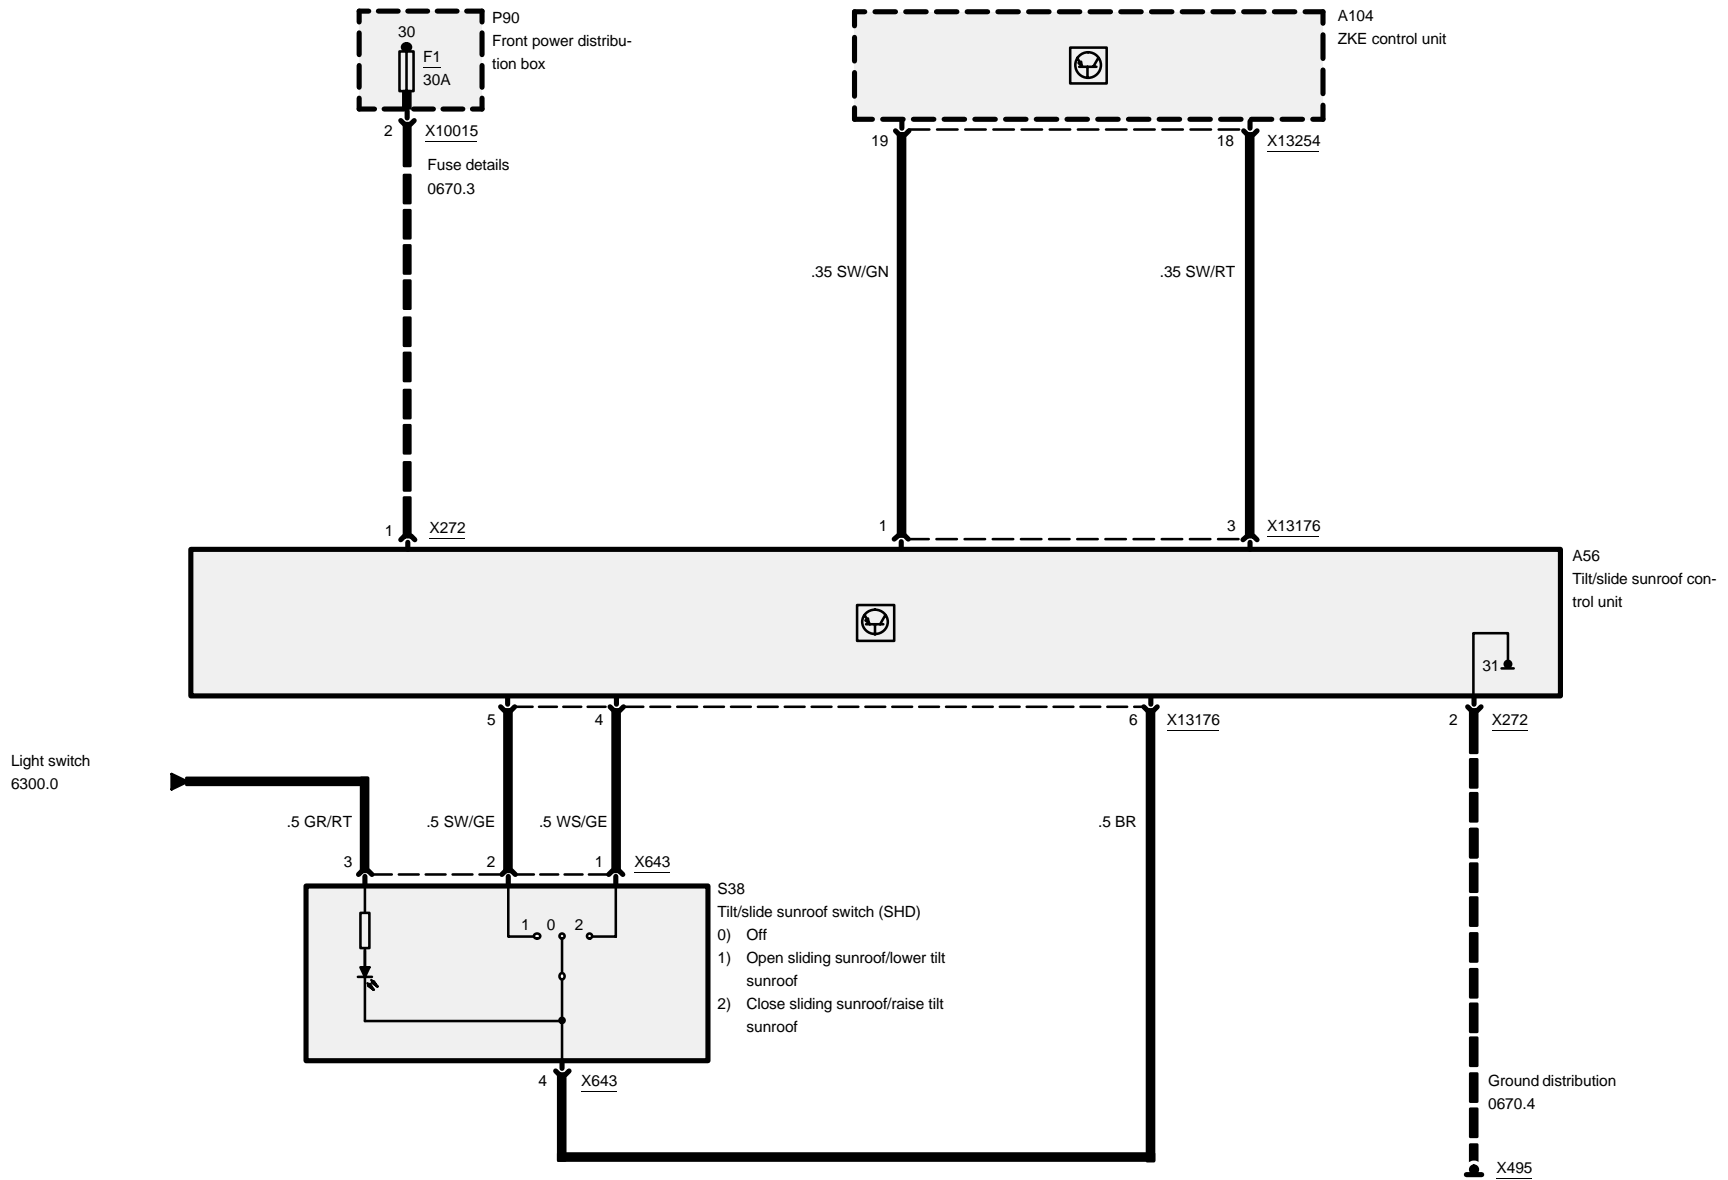 P90
Front power distribu-
tion box
30
F1
30A
2
X10015
Fuse details
0670.3
A104
ZKE control unit
19
18
X13254
.35 SW/GN
.35 SW/RT
1
X272
1
3
X13176
A56
Tilt/slide sunroof con-
trol unit
31
5
4
6
X13176
2
X272
Light switch
6300.0
.5 GR/RT
.5 SW/GE
.5 WS/GE
.5 BR
3
2
1
X643
S38
Tilt/slide sunroof switch (SHD)
0) Off
1) Open sliding sunroof/lower tilt
sunroof
2) Close sliding sunroof/raise tilt
sunroof
1
0
2
4
X643
Ground distribution
0670.4
X495